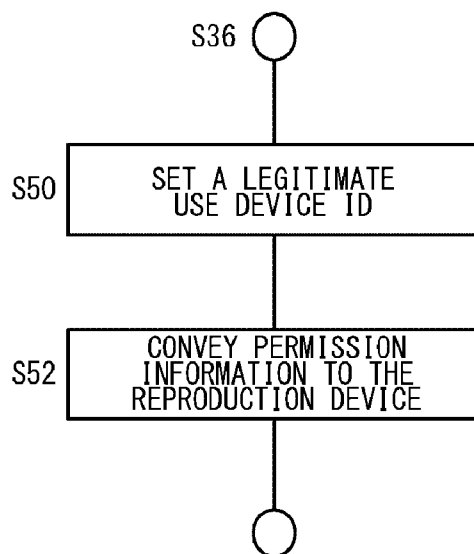 S36
S50
SET A LEGITIMATE
USE DEVICE ID
S52
CONVEY PERMISSION
INFORMATION TO THE
REPRODUCTION DEVICE